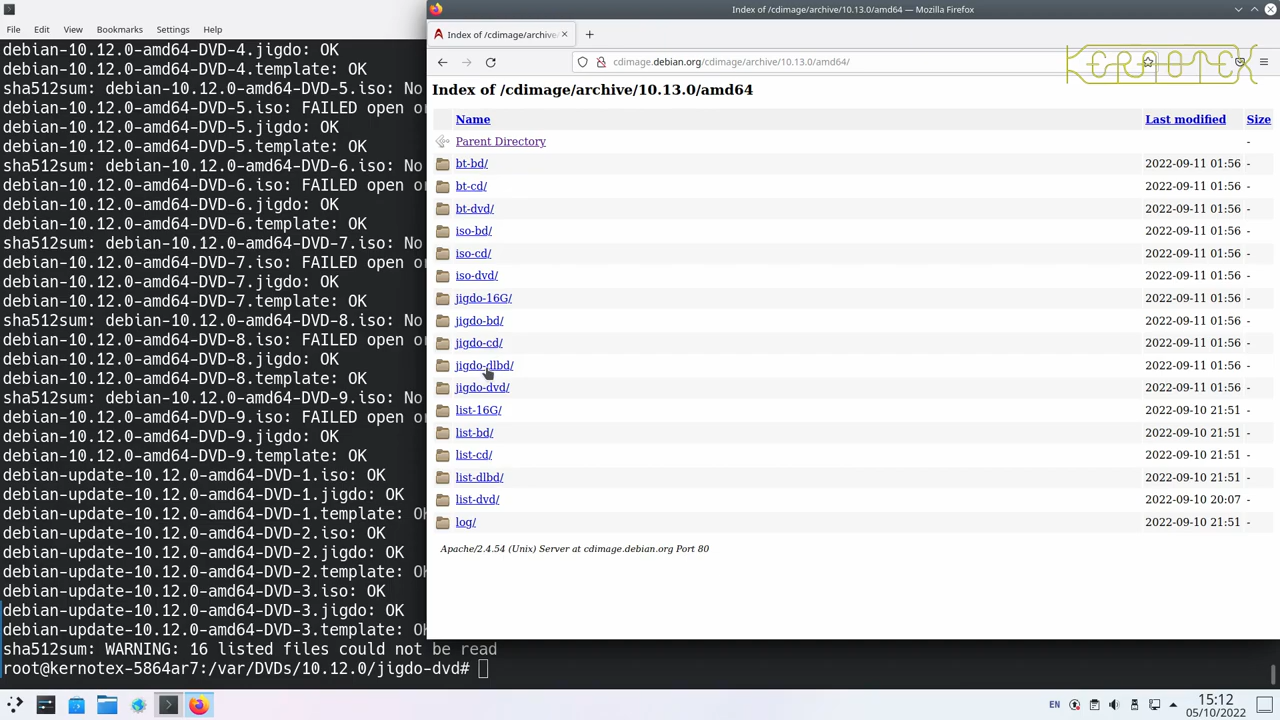 File Edit View Bookmarks Settings Help
debian-10.12.0-amd64-DVD-4.jigdo: OK
debian-10.12.0-amd64-DVD-4.template: OK
sha512sum: debian-10.12.0-amd64-DVD-5.iso: No
debian-10.12.0-amd64-DVD-5.iso: FAILED open or
debian-10.12.0-amd64-DVD-5.jigdo: OK
debian-10.12.0-amd64-DVD-5.template: OK
sha512sum: debian-10.12.0-amd64-DVD-6.iso: No
debian-10.12.0-amd64-DVD-6.iso: FAILED open or
debian-10.12.0-amd64-DVD-6.jigdo: OK
debian-10.12.0-amd64-DVD-6.template: OK
sha512sum: debian-10.12.0-amd64-DVD-7.iso: No
debian-10.12.0-amd64-DVD-7.iso: FAILED open or
debian-10.12.0-amd64-DVD-7.jigdo: OK
debian-10.12.0-amd64-DVD-7.template: OK
sha512sum: debian-10.12.0-amd64-DVD-8.iso: No
debian-10.12.0-amd64-DVD-8.iso: FAILED open or
debian-10.12.0-amd64-DVD-8.jigdo: OK
debian-10.12.0-amd64-DVD-8.template: OK
sha512sum: debian-10.12.0-amd64-DVD-9.iso: No
debian-10.12.0-amd64-DVD-9.iso: FAILED open or
debian-10.12.0-amd64-DVD-9.jigdo: OK
debian-10.12.0-amd64-DVD-9.template: OK
debian-update-10.12.0-amd64-DVD-1.iso: OK
debian-update-10.12.0-amd64-DVD-1.jigdo: OK
debian-update-10.12.0-amd64-DVD-1.template: OK
debian-update-10.12.0-amd64-DVD-2.iso: OK
debian-update-10.12.0-amd64-DVD-2.jigdo: OK
debian-update-10.12.0-amd64-DVD-2.template: OK
debian-update-10.12.0-amd64-DVD-3.iso: OK
debian-update-10.12.0-amd64-DVD-3.jigdo: OK
debian-update-10.12.0-amd64-DVD-3.template: OK
sha512sum: WARNING: 16 listed files could not be read
root@kernotex-5864ar7:/var/DVDs/10.12.0/jigdo-dvd#
Index of /cdimage/archive/10.13.0/amd64 — Mozilla Firefox
Index of /cdimage/archive
cdimage.debian.org/cdimage/archive/10.13.0/amd64/
KERNOTEX
Index of /cdimage/archive/10.13.0/amd64
Name Last modified Size
Parent Directory -
bt-bd/ 2022-09-11 01:56 -
bt-cd/ 2022-09-11 01:56 -
bt-dvd/ 2022-09-11 01:56 -
iso-bd/ 2022-09-11 01:56 -
iso-cd/ 2022-09-11 01:56 -
iso-dvd/ 2022-09-11 01:56 -
jigdo-16G/ 2022-09-11 01:56 -
jigdo-bd/ 2022-09-11 01:56 -
jigdo-cd/ 2022-09-11 01:56 -
jigdo-dlbd/ 2022-09-11 01:56 -
jigdo-dvd/ 2022-09-11 01:56 -
list-16G/ 2022-09-10 21:51 -
list-bd/ 2022-09-10 21:51 -
list-cd/ 2022-09-10 21:51 -
list-dlbd/ 2022-09-10 21:51 -
list-dvd/ 2022-09-10 20:07 -
log/ 2022-09-10 21:51 -
Apache/2.4.54 (Unix) Server at cdimage.debian.org Port 80
EN
15:12
05/10/2022